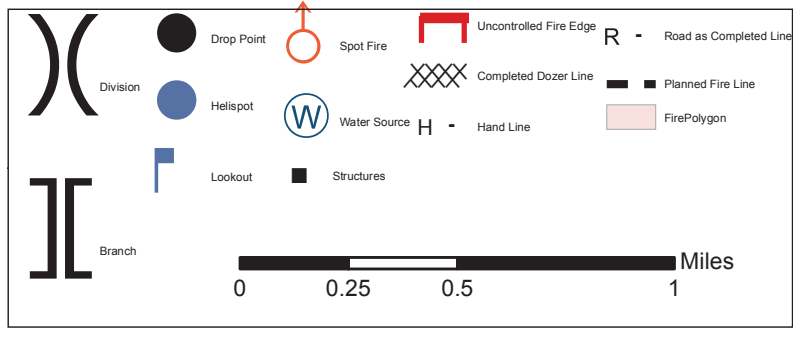 Division
Branch
Drop Point
Helispot
Lookout
Spot Fire
W Water Source
Structures
Uncontrolled Fire Edge
Completed Dozer Line
H - Hand Line
R - Road as Completed Line
Planned Fire Line
FirePolygon
Miles
0 0.25 0.5 1